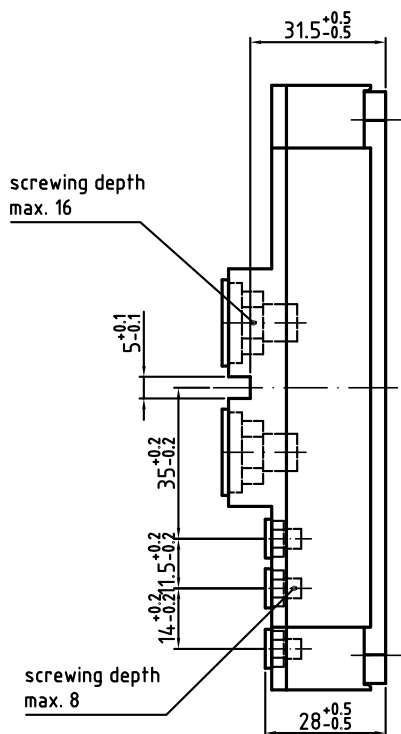 31.5+0.5-0.5
screwing depth
max. 16
5+0.1-0.1
35+0.2-0.2
11.5+0.2-0.2
14+0.2-0.2
screwing depth
max. 8
28+0.5-0.5